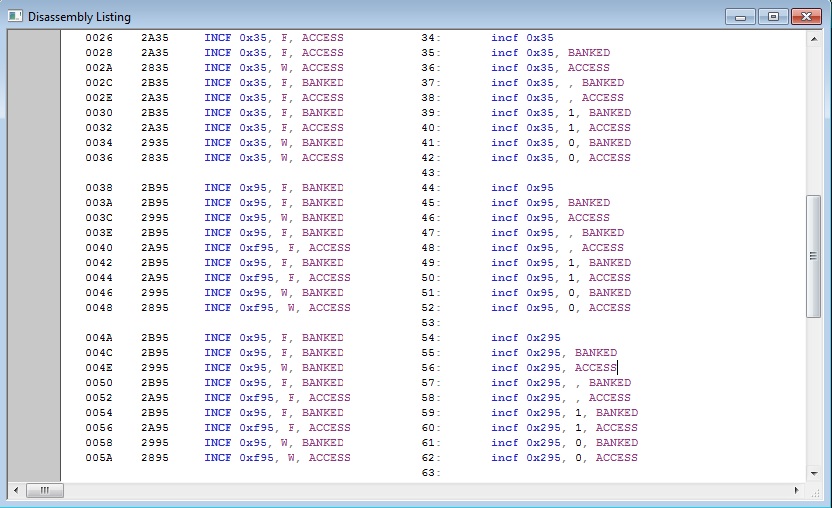 Disassembly Listing
0026 2A35 INCF 0x35, F, ACCESS 34: incf 0x35
0028 2A35 INCF 0x35, F, ACCESS 35: incf 0x35, BANKED
002A 2835 INCF 0x35, W, ACCESS 36: incf 0x35, ACCESS
002C 2B35 INCF 0x35, F, BANKED 37: incf 0x35, , BANKED
002E 2A35 INCF 0x35, F, ACCESS 38: incf 0x35, , ACCESS
0030 2B35 INCF 0x35, F, BANKED 39: incf 0x35, 1, BANKED
0032 2A35 INCF 0x35, F, ACCESS 40: incf 0x35, 1, ACCESS
0034 2935 INCF 0x35, W, BANKED 41: incf 0x35, 0, BANKED
0036 2835 INCF 0x35, W, ACCESS 42: incf 0x35, 0, ACCESS
43:
0038 2B95 INCF 0x95, F, BANKED 44: incf 0x95
003A 2B95 INCF 0x95, F, BANKED 45: incf 0x95, BANKED
003C 2995 INCF 0x95, W, BANKED 46: incf 0x95, ACCESS
003E 2B95 INCF 0x95, F, BANKED 47: incf 0x95, , BANKED
0040 2A95 INCF 0xf95, F, ACCESS 48: incf 0x95, , ACCESS
0042 2B95 INCF 0x95, F, BANKED 49: incf 0x95, 1, BANKED
0044 2A95 INCF 0xf95, F, ACCESS 50: incf 0x95, 1, ACCESS
0046 2995 INCF 0x95, W, BANKED 51: incf 0x95, 0, BANKED
0048 2895 INCF 0xf95, W, ACCESS 52: incf 0x95, 0, ACCESS
53:
004A 2B95 INCF 0x95, F, BANKED 54: incf 0x295
004C 2B95 INCF 0x95, F, BANKED 55: incf 0x295, BANKED
004E 2995 INCF 0x95, W, BANKED 56: incf 0x295, ACCESS
0050 2B95 INCF 0x95, F, BANKED 57: incf 0x295, , BANKED
0052 2A95 INCF 0xf95, F, ACCESS 58: incf 0x295, , ACCESS
0054 2B95 INCF 0x95, F, BANKED 59: incf 0x295, 1, BANKED
0056 2A95 INCF 0xf95, F, ACCESS 60: incf 0x295, 1, ACCESS
0058 2995 INCF 0x95, W, BANKED 61: incf 0x295, 0, BANKED
005A 2895 INCF 0xf95, W, ACCESS 62: incf 0x295, 0, ACCESS
63: